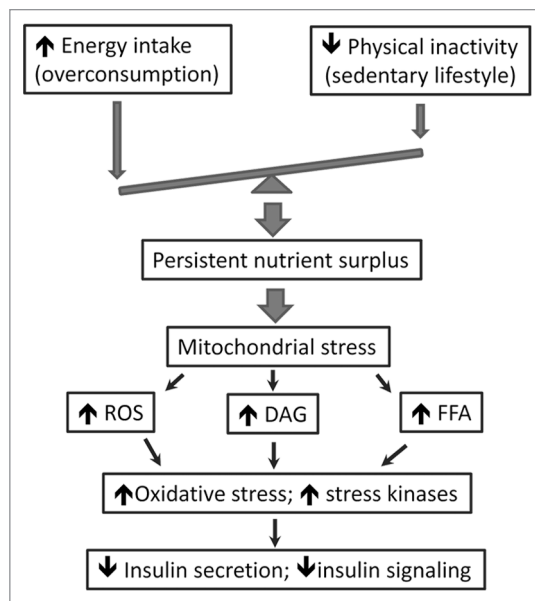 ↑ Energy intake
(overconsumption)
↓ Physical inactivity
(sedentary lifestyle)
Persistent nutrient surplus
Mitochondrial stress
↑ ROS
↑ DAG
↑ FFA
↑Oxidative stress; ↑ stress kinases
↓ Insulin secretion; ↓insulin signaling